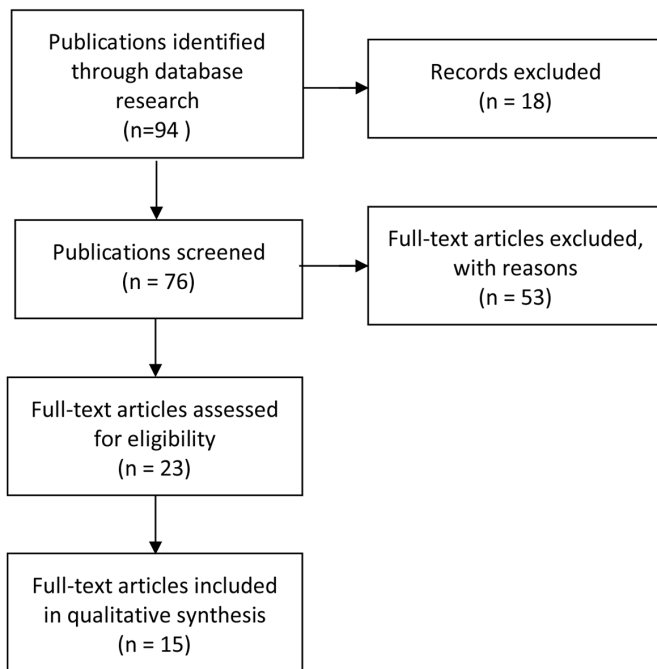 Publications identified
through database
research
(n=94 )
Records excluded
(n = 18)
Publications screened
(n = 76)
Full-text articles excluded,
with reasons
(n = 53)
Full-text articles assessed
for eligibility
(n = 23)
Full-text articles included
in qualitative synthesis
(n = 15)